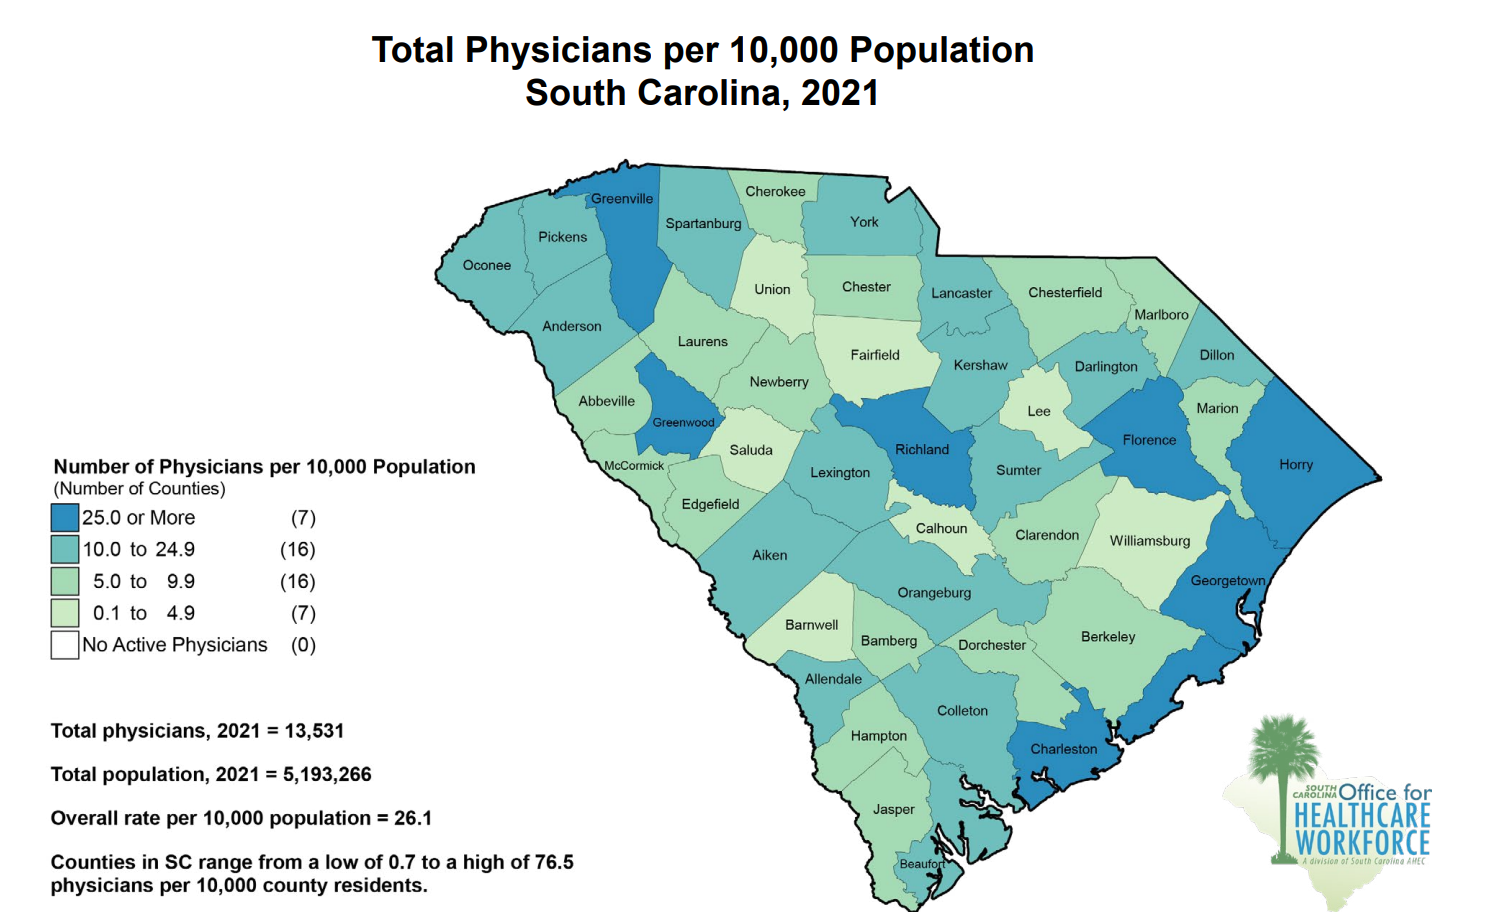 Total Physicians per 10,000 Population
South Carolina, 2021
Greenville
Cherokee
Spartanburg
York
Pickens
Oconee
Union
Chester
Lancaster
Chesterfield
Marlboro
Anderson
Laurens
Fairfield
Kershaw
Darlington
Dillon
Newberry
Abbeville
Greenwood
Lee
Marion
Saluda
Richland
Florence
McCormick
Lexington
Sumter
Horry
Edgefield
Calhoun
Clarendon
Williamsburg
Aiken
Orangeburg
Georgetown
Barnwell
Bamberg
Dorchester
Berkeley
Allendale
Colleton
Hampton
Charleston
Jasper
Beaufort
Number of Physicians per 10,000 Population
(Number of Counties)
25.0 or More (7)
10.0 to 24.9 (16)
5.0 to 9.9 (16)
0.1 to 4.9 (7)
No Active Physicians (0)
Total physicians, 2021 = 13,531
Total population, 2021 = 5,193,266
Overall rate per 10,000 population = 26.1
Counties in SC range from a low of 0.7 to a high of 76.5
physicians per 10,000 county residents.
SOUTH
CAROLINA Office for
HEALTHCARE
WORKFORCE
A division of South Carolina AHEC